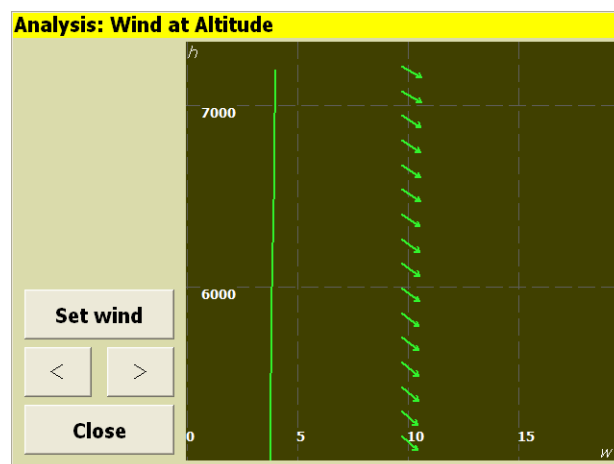 Analysis: Wind at Altitude
h
7000
6000
Set wind
< >
Close
0 5 10 15
w